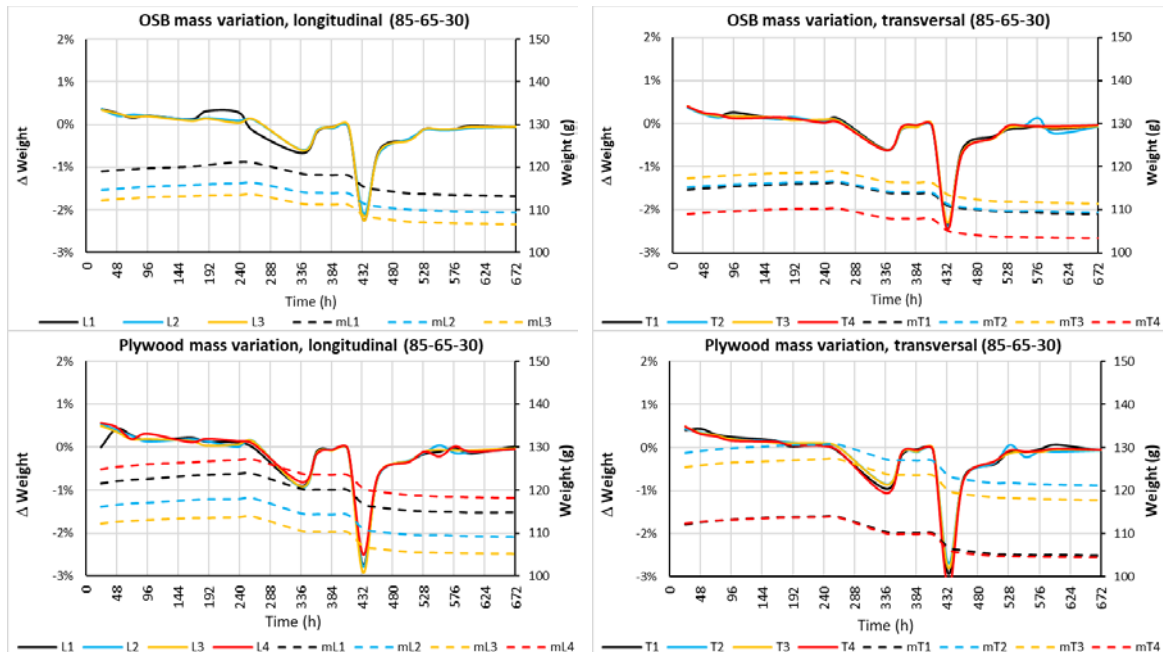 OSB mass variation, longitudinal (85-65-30)
2%
1%
0%
-1%
-2%
-3%
Δ Weight
150
140
130
120
110
100
Weight (g)
0 48 96 144 192 240 288 336 384 432 480 528 576 624 672
Time (h)
L1 L2 L3 mL1 mL2 mL3
OSB mass variation, transversal (85-65-30)
2%
1%
0%
-1%
-2%
-3%
Δ Weight
150
140
130
120
110
100
Weight (g)
0 48 96 144 192 240 288 336 384 432 480 528 576 624 672
Time (h)
T1 T2 T3 T4 mT1 mT2 mT3 mT4
Plywood mass variation, longitudinal (85-65-30)
2%
1%
0%
-1%
-2%
-3%
Δ Weight
150
140
130
120
110
100
Weight (g)
0 48 96 144 192 240 288 336 384 432 480 528 576 624 672
Time (h)
L1 L2 L3 L4 mL1 mL2 mL3 mL4
Plywood mass variation, transversal (85-65-30)
2%
1%
0%
-1%
-2%
-3%
Δ Weight
150
140
130
120
110
100
Weight (g)
0 48 96 144 192 240 288 336 384 432 480 528 576 624 672
Time (h)
T1 T2 T3 T4 mT1 mT2 mT3 mT4